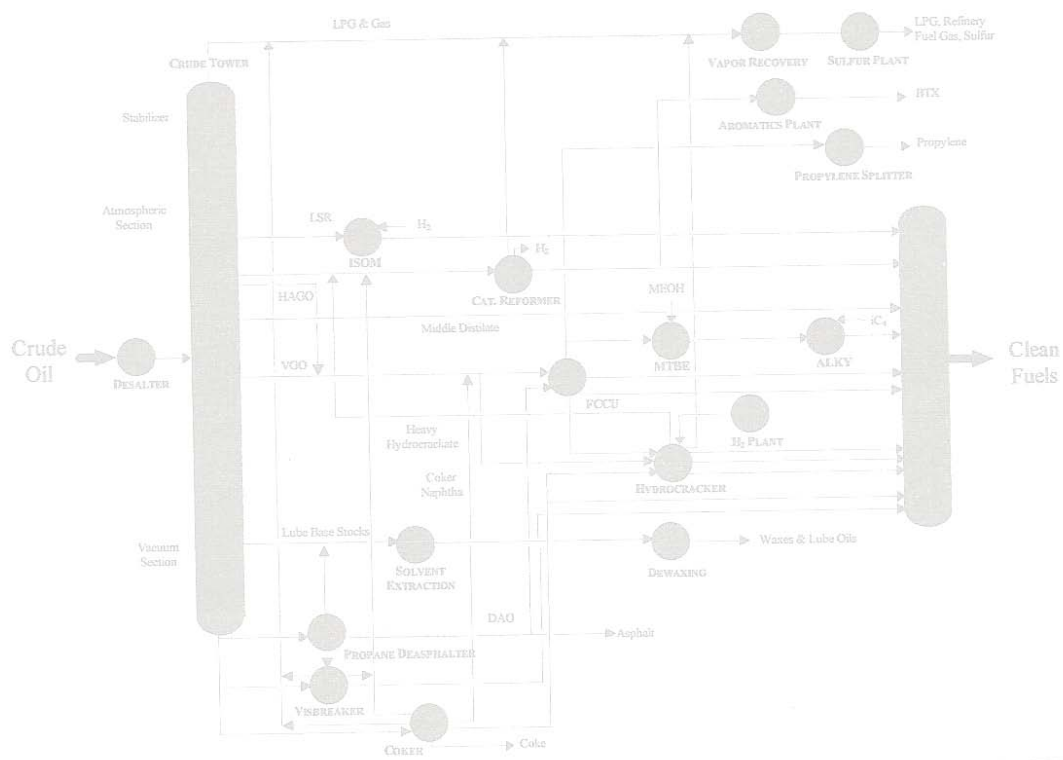 LPG & Gas
LPG, Refinery
Fuel Gas, Sulfur
CRUDE TOWER
VAPOR RECOVERY
SULFUR PLANT
Stabilizer
BTX
AROMATICS PLANT
Propylene
PROPYLENE SPLITTER
Atmospheric
Section
LSR
H₂
ISOM
H₂
CAT. REFORMER
HAGO
MEOH
Middle Distilate
iC₄
Crude
Oil
DESALTER
VGO
MTBE
ALKY
Clean
Fuels
FCCU
Heavy
Hydrocrackate
H₂ PLANT
Coker
Naphtha
HYDROCRACKER
Lube Base Stocks
Vacuum
Section
SOLVENT
EXTRACTION
DEWAXING
Waxes & Lube Oils
DAO
Asphalt
PROPANE DEASPHALTER
VISBREAKER
COKER
Coke